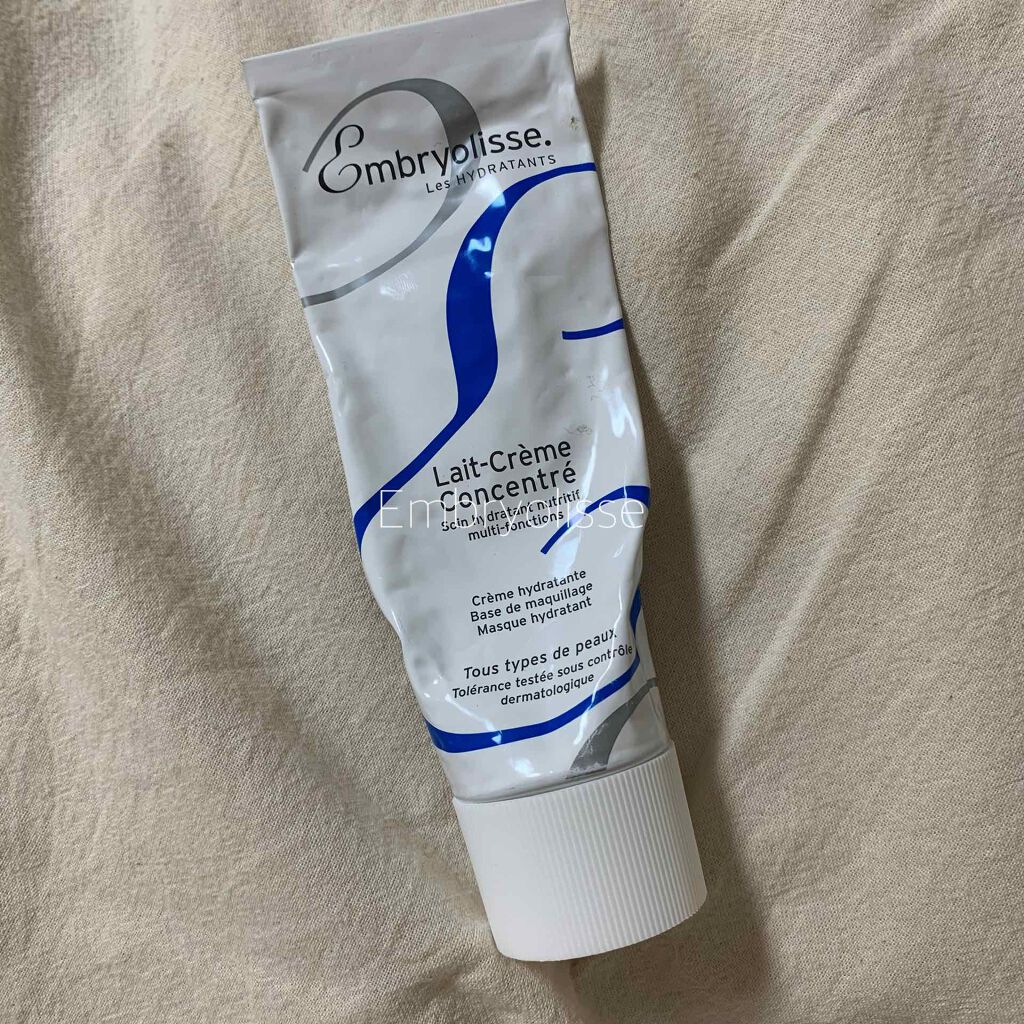 Embryolisse.
Les HYDRATANTS
Lait-Crème
Concentré
Embryolisse
Soin hydratant nutritif
multi-fonctions
Crème hydratante
Base de maquillage
Masque hydratant
Tous types de peaux
Tolérance testée sous contrôle
dermatologique